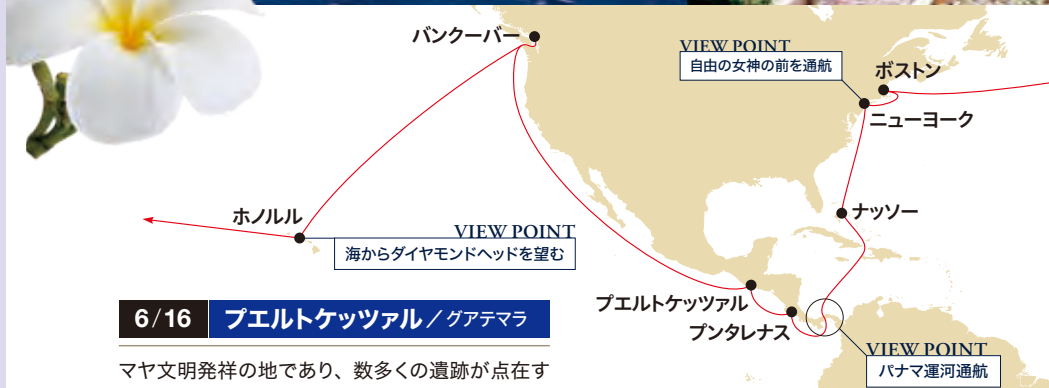 バンクーバー
VIEW POINT
自由の女神の前を通航
ボストン
ニューヨーク
ホノルル
VIEW POINT
海からダイヤモンドヘッドを望む
ナッソー
プエルトケッツァル
プンタレナス
VIEW POINT
パナマ運河通航
6/16 プエルトケッツァル/グアテマラ
マヤ文明発祥の地であり、数多くの遺跡が点在す